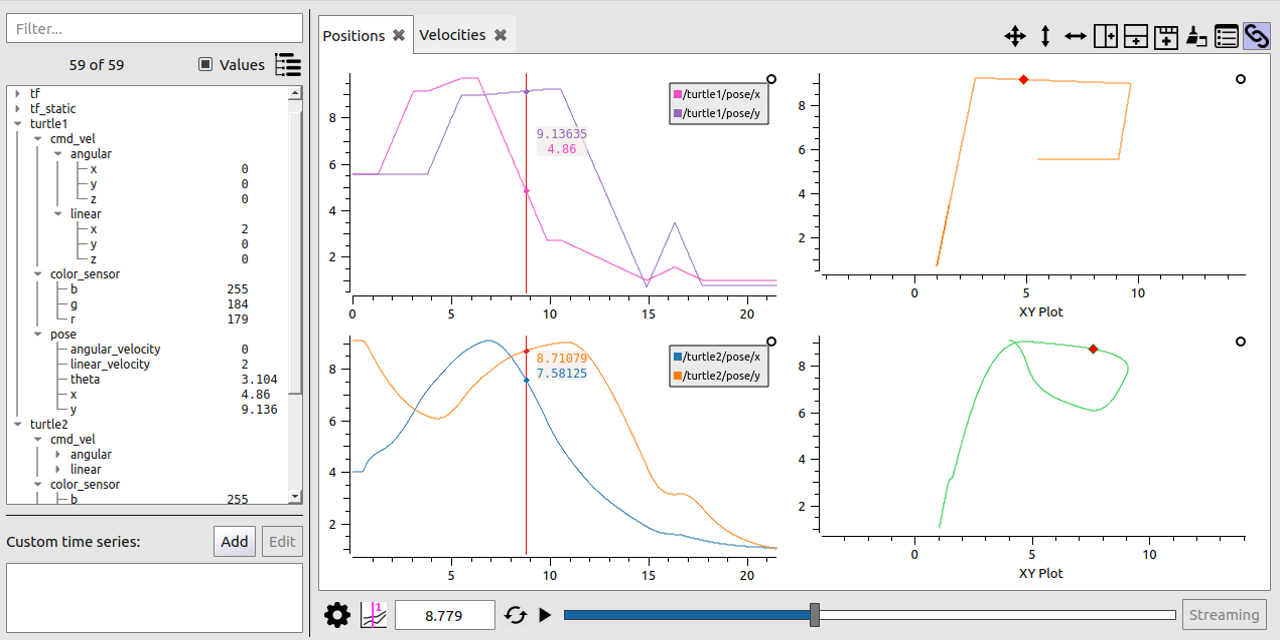 Filter...
59 of 59
Values
tf
tf_static
turtle1
cmd_vel
angular
x 0
y 0
z 0
linear
x 2
y 0
z 0
color_sensor
b 255
g 184
r 179
pose
angular_velocity 0
linear_velocity 2
theta 3.104
x 4.86
y 9.136
turtle2
cmd_vel
angular
linear
color_sensor
b 255
Custom time series:
Add
Edit
Positions
Velocities
8
6
4
2
0 5 10 15 20
/turtle1/pose/x
/turtle1/pose/y
9.13635
4.86
8
6
4
2
0 5 10
XY Plot
8
6
4
2
5 10 15 20
/turtle2/pose/x
/turtle2/pose/y
8.71079
7.58125
8
6
4
2
0 5 10
XY Plot
1
8.779
Streaming